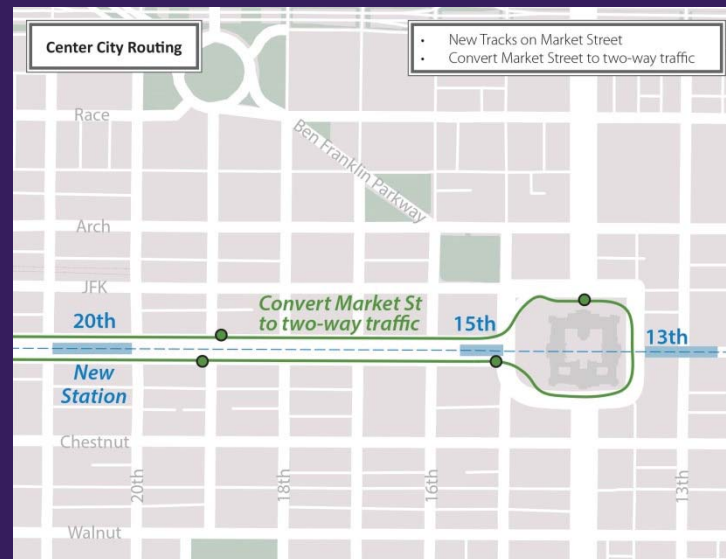 Center City Routing
• New Tracks on Market Street
• Convert Market Street to two-way traffic
Race
Ben Franklin Parkway
Arch
JFK
20th
Convert Market St
to two-way traffic
15th
13th
New
Station
Chestnut
20th
18th
16th
13th
Walnut